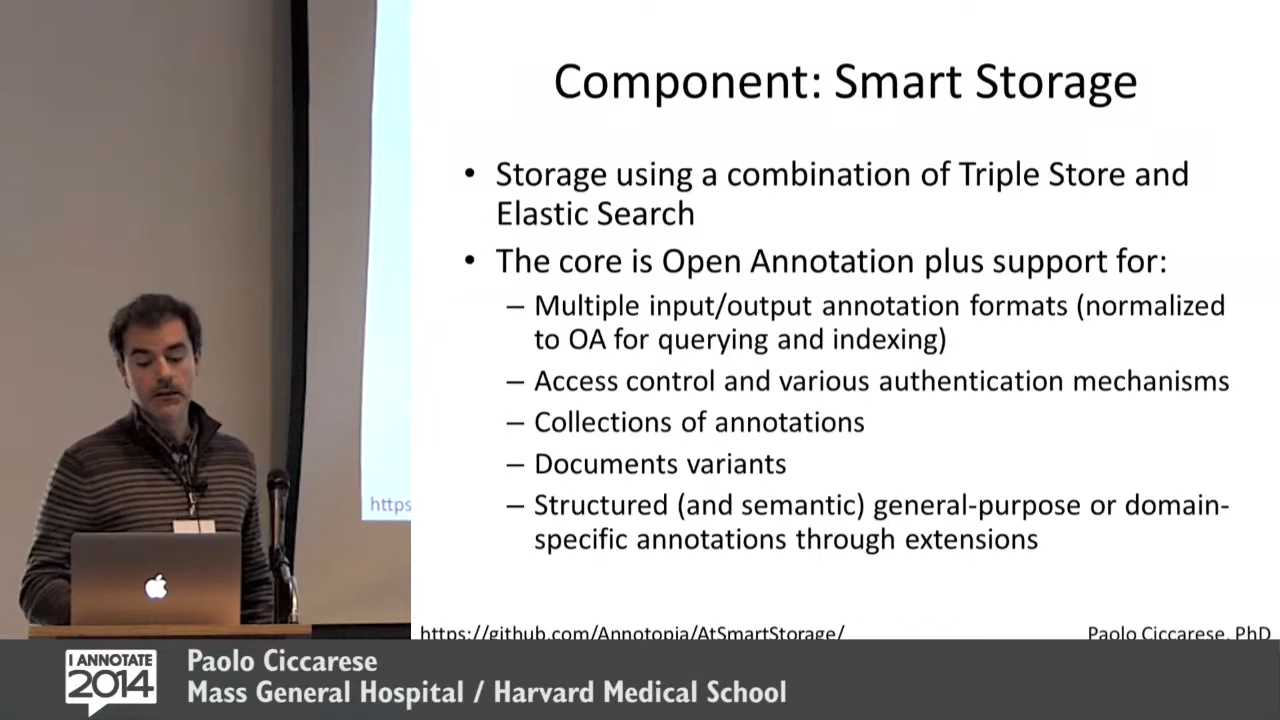 Component: Smart Storage
• Storage using a combination of Triple Store and
Elastic Search
• The core is Open Annotation plus support for:
– Multiple input/output annotation formats (normalized
to OA for querying and indexing)
– Access control and various authentication mechanisms
– Collections of annotations
– Documents variants
– Structured (and semantic) general-purpose or domain-
specific annotations through extensions
https
https://github.com/Annotopia/AtSmartStorage/
Paolo Ciccarese, PhD
I ANNOTATE
2014
Paolo Ciccarese
Mass General Hospital / Harvard Medical School